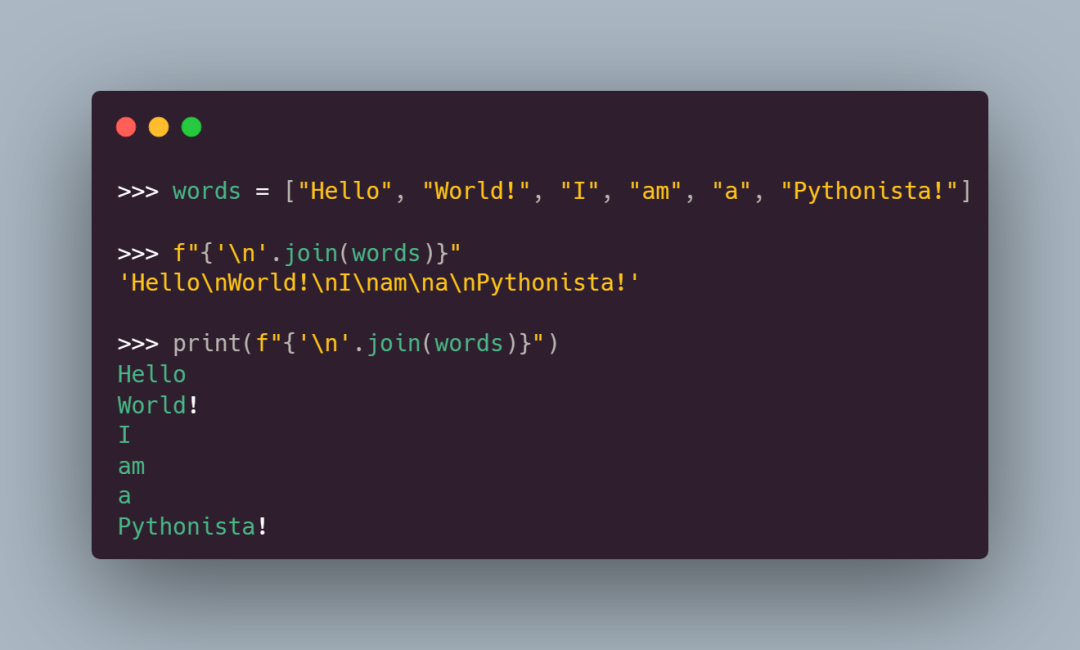 >>> words = ["Hello", "World!", "I", "am", "a", "Pythonista!"]
>>> f"{'\n'.join(words)}"
'Hello\nWorld!\nI\nam\na\nPythonista!'
>>> print(f"{'\n'.join(words)}")
Hello
World!
I
am
a
Pythonista!